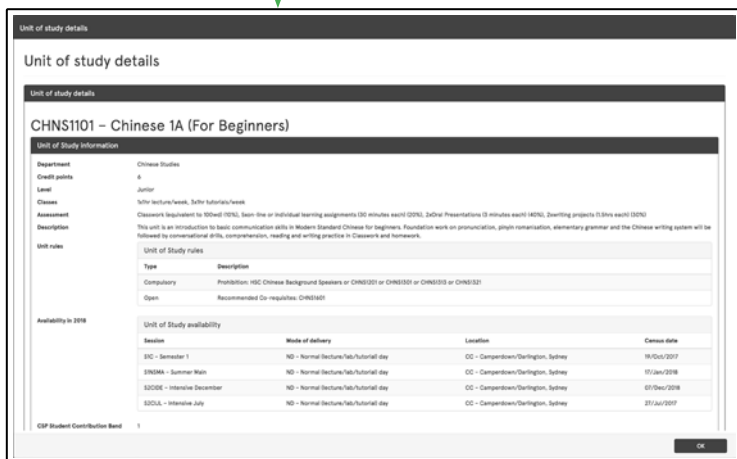 Unit of study details
Unit of study details
Unit of study details
CHNS1101 – Chinese 1A (For Beginners)
Unit of Study information
Department Chinese Studies
Credit points 6
Level Junior
Classes 1x1hr lecture/week, 3x1hr tutorials/week
Assessment Classwork (equivalent to 100wd) (10%), 5xon-line or individual learning assignments (30 minutes each) (20%), 2xOral Presentations (5 minutes each) (40%), 2xwriting projects (1.5hrs each) (30%)
Description This unit is an introduction to basic communication skills in Modern Standard Chinese for beginners. Foundation work on pronunciation, pinyin romanisation, elementary grammar and the Chinese writing system will be
followed by conversational drills, comprehension, reading and writing practice in Classwork and homework.
Unit rules Unit of Study rules
Type Description
Compulsory Prohibition: HSC Chinese Background Speakers or CHNS1201 or CHNS1301 or CHNS1313 or CHNS1321
Open Recommended Co-requisites: CHNS1601
Availability in 2018 Unit of Study availability
Session Mode of delivery Location Census date
S1C – Semester 1 ND – Normal (lecture/lab/tutorial) day CC – Camperdown/Darlington, Sydney 19/Oct/2017
S1NSMA – Summer Main ND – Normal (lecture/lab/tutorial) day CC – Camperdown/Darlington, Sydney 17/Jan/2018
S2CIDE – Intensive December ND – Normal (lecture/lab/tutorial) day CC – Camperdown/Darlington, Sydney 07/Dec/2018
S2CIJL – Intensive July ND – Normal (lecture/lab/tutorial) day CC – Camperdown/Darlington, Sydney 27/Jul/2017
CSP Student Contribution Band 1
OK